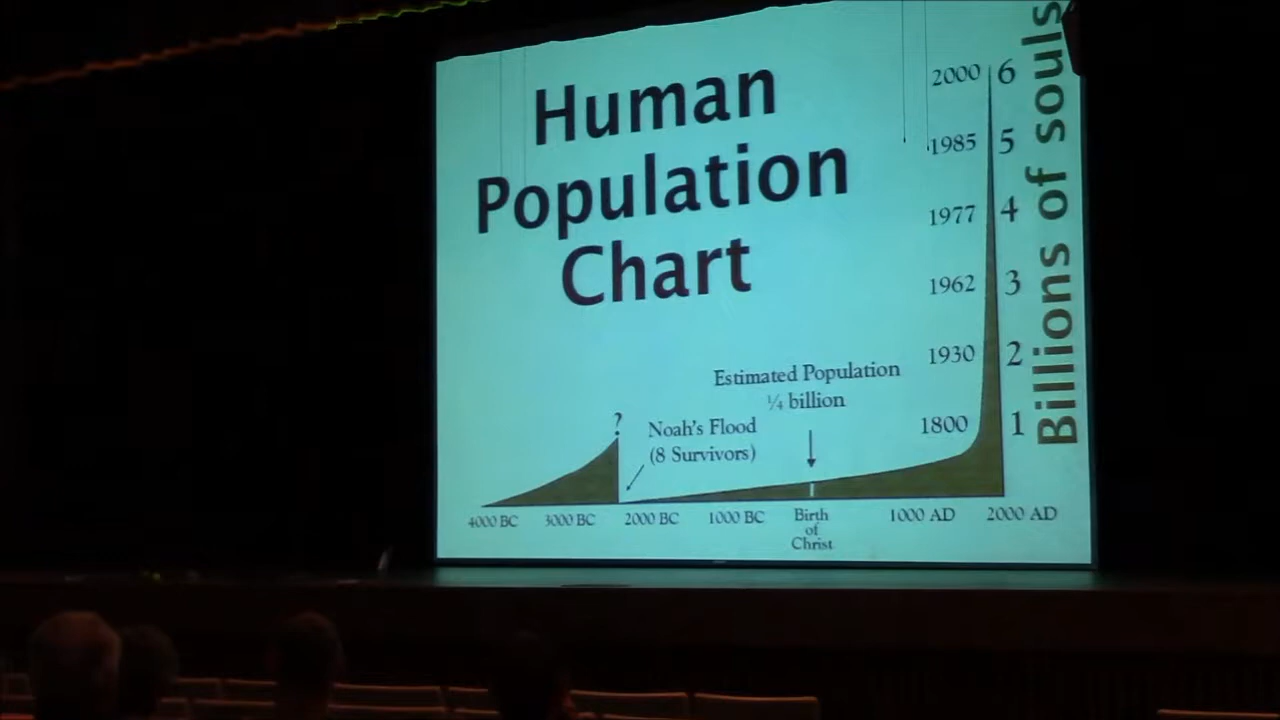 Human
Population
Chart
2000 6
1985 5
1977 4
1962 3
1930 2
1800 1
Billions of souls
Estimated Population
¼ billion
?
Noah's Flood
(8 Survivors)
4000 BC 3000 BC 2000 BC 1000 BC Birth of Christ 1000 AD 2000 AD